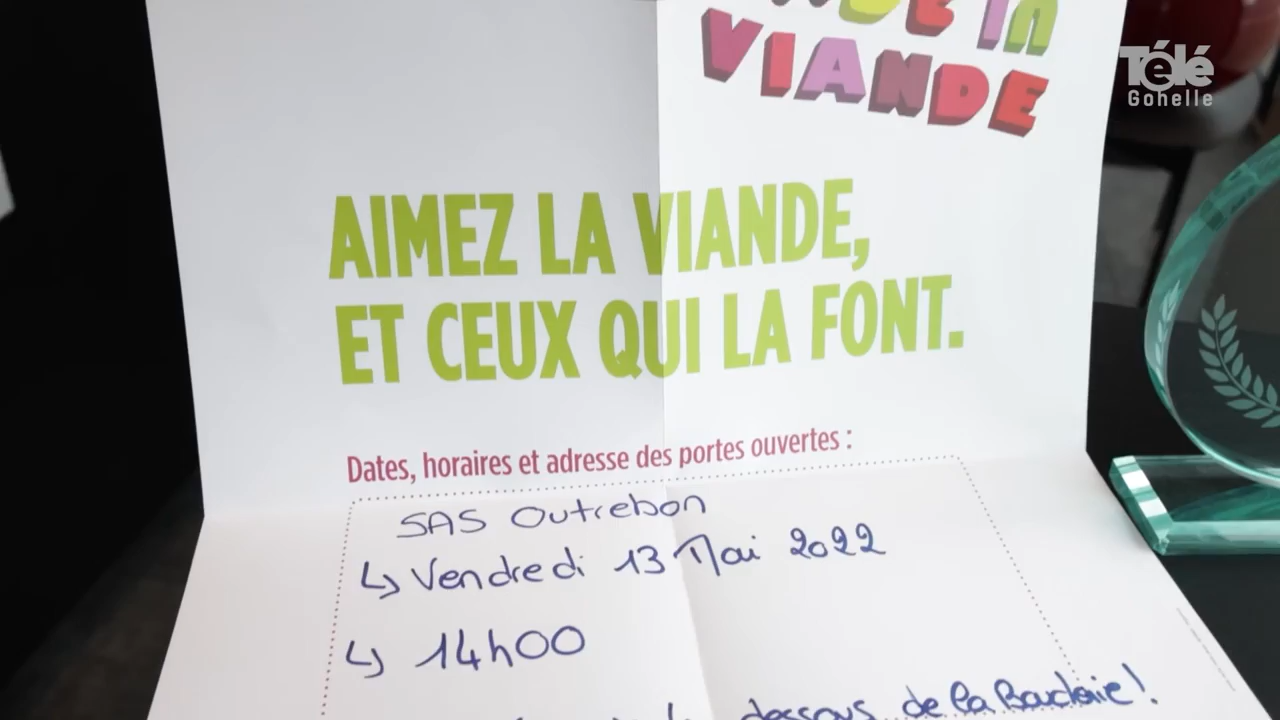 IN
VIANDE
Télé
Gohelle
AIMEZ LA VIANDE,
ET CEUX QUI LA FONT.
Dates, horaires et adresse des portes ouvertes :
SAS Outrebon
↳ Vendredi 13 Mai 2022
↳ 14h00
dessous de la